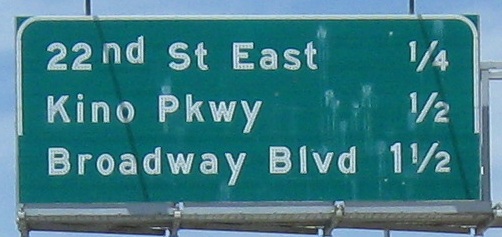 22nd St East 1/4
Kino Pkwy 1/2
Broadway Blvd 1 1/2